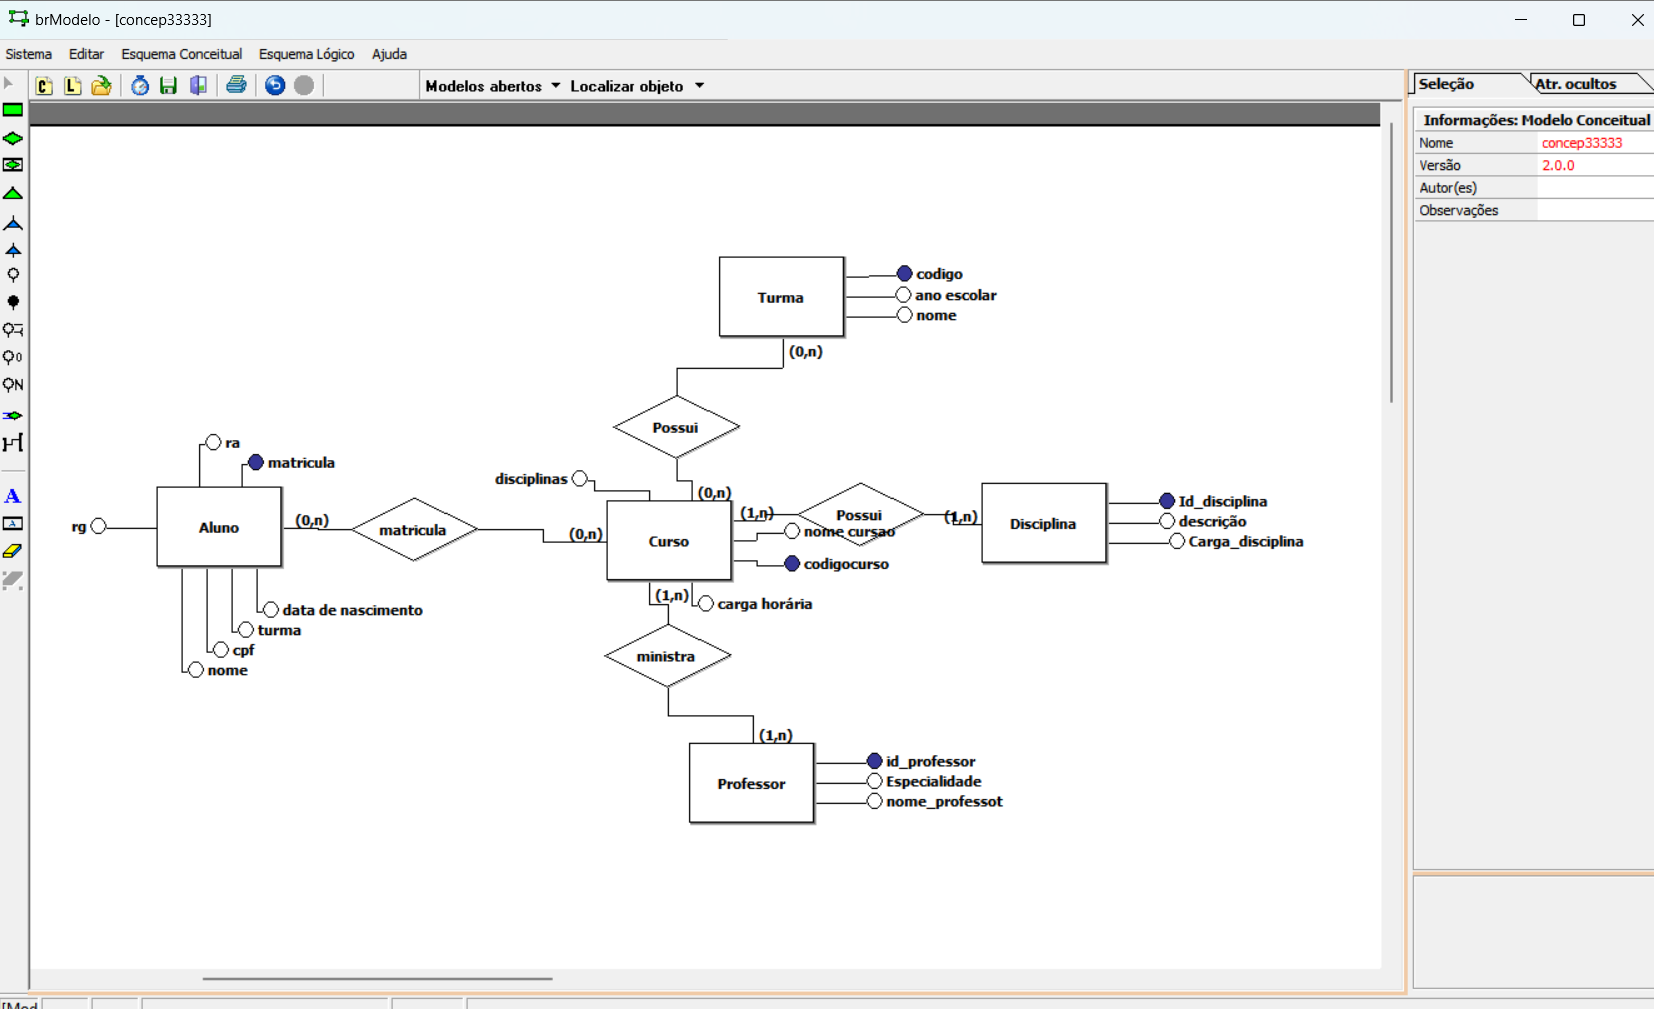 brModelo - [concep33333]
Sistema Editar Esquema Conceitual Esquema Lógico Ajuda
C L Modelos abertos Localizar objeto
Seleção Atr. ocultos
Informações: Modelo Conceitual
Nome concep33333
Versão 2.0.0
Autor(es)
Observações
0
N
A
A
Turma
codigo
ano escolar
nome
(0,n)
Possui
(0,n)
ra
matricula
rg
Aluno
(0,n)
matricula
(0,n)
disciplinas
Curso
(1,n)
Possui
(1,n)
nome cursao
codigocurso
Disciplina
Id_disciplina
descrição
Carga_disciplina
data de nascimento
turma
cpf
nome
(1,n)
carga horária
ministra
(1,n)
Professor
id_professor
Especialidade
nome_professot
[Mod